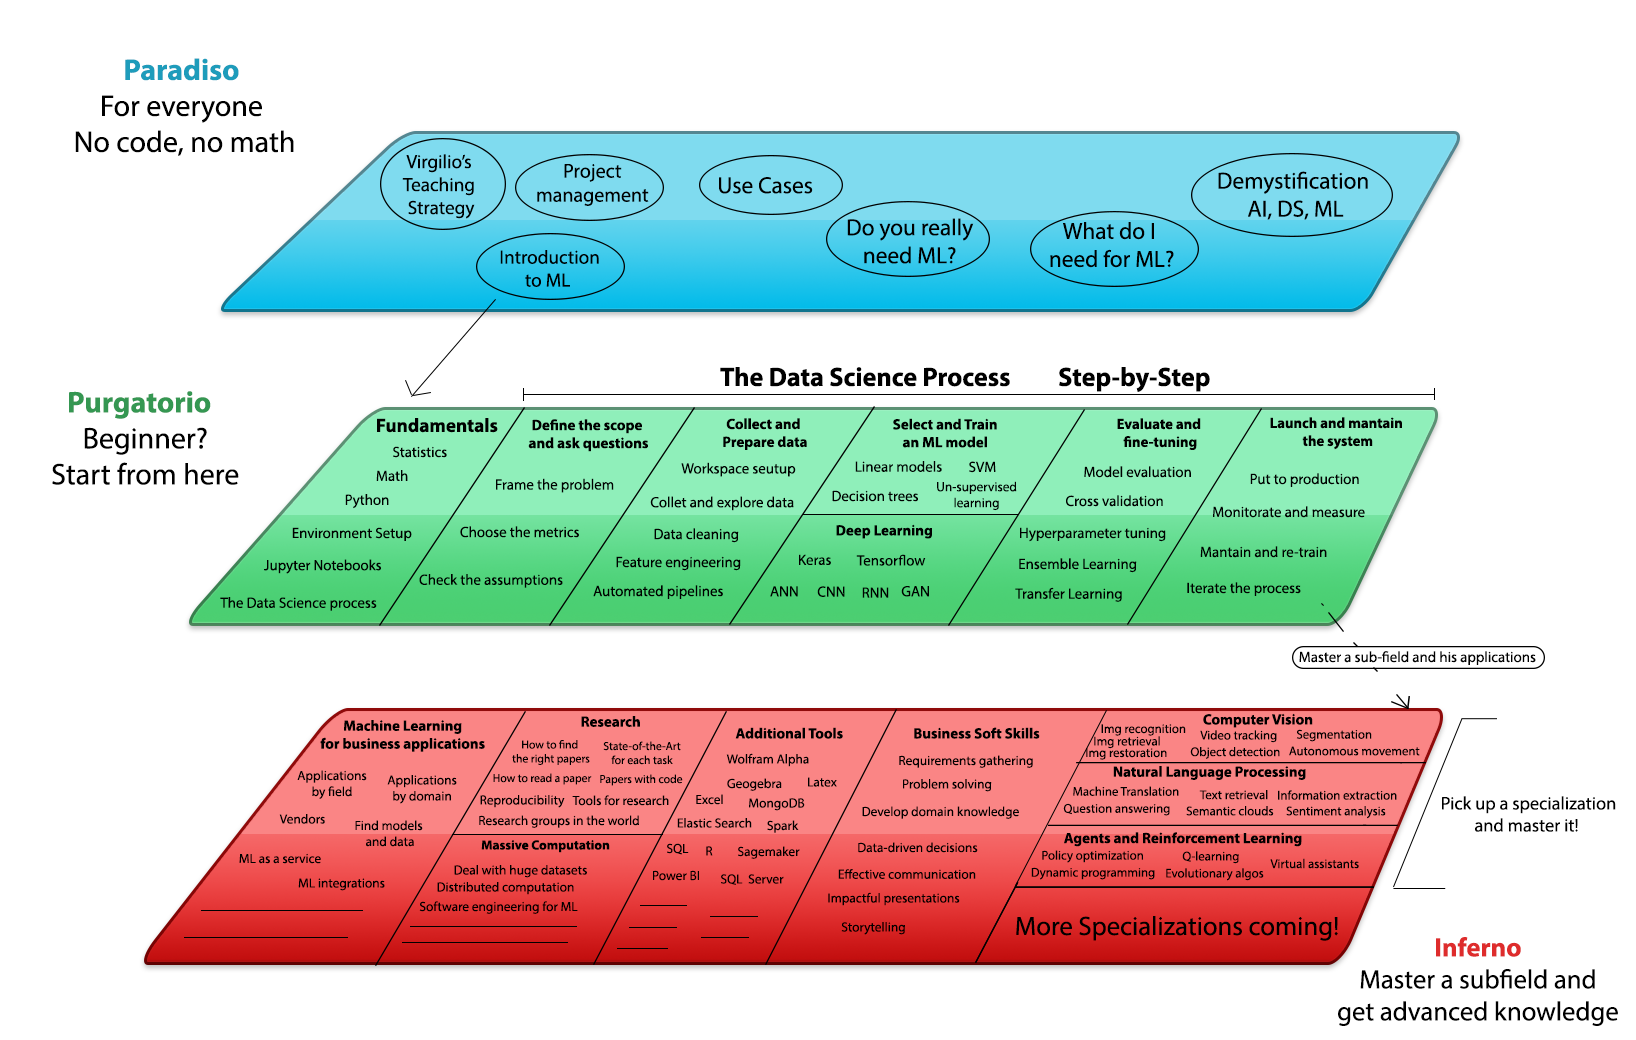 Paradiso
For everyone
No code, no math
Virgilio's
Teaching
Strategy
Project
management
Use Cases
Demystification
AI, DS, ML
Do you really
need ML?
What do I
need for ML?
Introduction
to ML
The Data Science Process Step-by-Step
Purgatorio
Beginner?
Start from here
Fundamentals
Statistics
Math
Python
Environment Setup
Jupyter Notebooks
The Data Science process
Define the scope
and ask questions
Frame the problem
Choose the metrics
Check the assumptions
Collect and
Prepare data
Workspace seutup
Collet and explore data
Data cleaning
Feature engineering
Automated pipelines
Select and Train
an ML model
Linear models SVM
Decision trees
Un-supervised
learning
Deep Learning
Keras Tensorflow
ANN CNN RNN GAN
Evaluate and
fine-tuning
Model evaluation
Cross validation
Hyperparameter tuning
Ensemble Learning
Transfer Learning
Launch and mantain
the system
Put to production
Monitorate and measure
Mantain and re-train
Iterate the process
Master a sub-field and his applications
Machine Learning
for business applications
Applications
by field
Applications
by domain
Vendors
Find models
and data
ML as a service
ML integrations
Research
How to find
the right papers
State-of-the-Art
for each task
How to read a paper Papers with code
Reproducibility Tools for research
Research groups in the world
Massive Computation
Deal with huge datasets
Distributed computation
Software engineering for ML
Additional Tools
Wolfram Alpha
Geogebra Latex
Excel MongoDB
Elastic Search Spark
SQL R Sagemaker
Power BI SQL Server
Business Soft Skills
Requirements gathering
Problem solving
Develop domain knowledge
Data-driven decisions
Effective communication
Impactful presentations
Storytelling
Computer Vision
Img recognition Video tracking Segmentation
Img retrieval
Img restoration Object detection Autonomous movement
Natural Language Processing
Machine Translation Text retrieval Information extraction
Question answering Semantic clouds Sentiment analysis
Agents and Reinforcement Learning
Policy optimization Q-learning Virtual assistants
Dynamic programming Evolutionary algos
More Specializations coming!
Pick up a specialization
and master it!
Inferno
Master a subfield and
get advanced knowledge